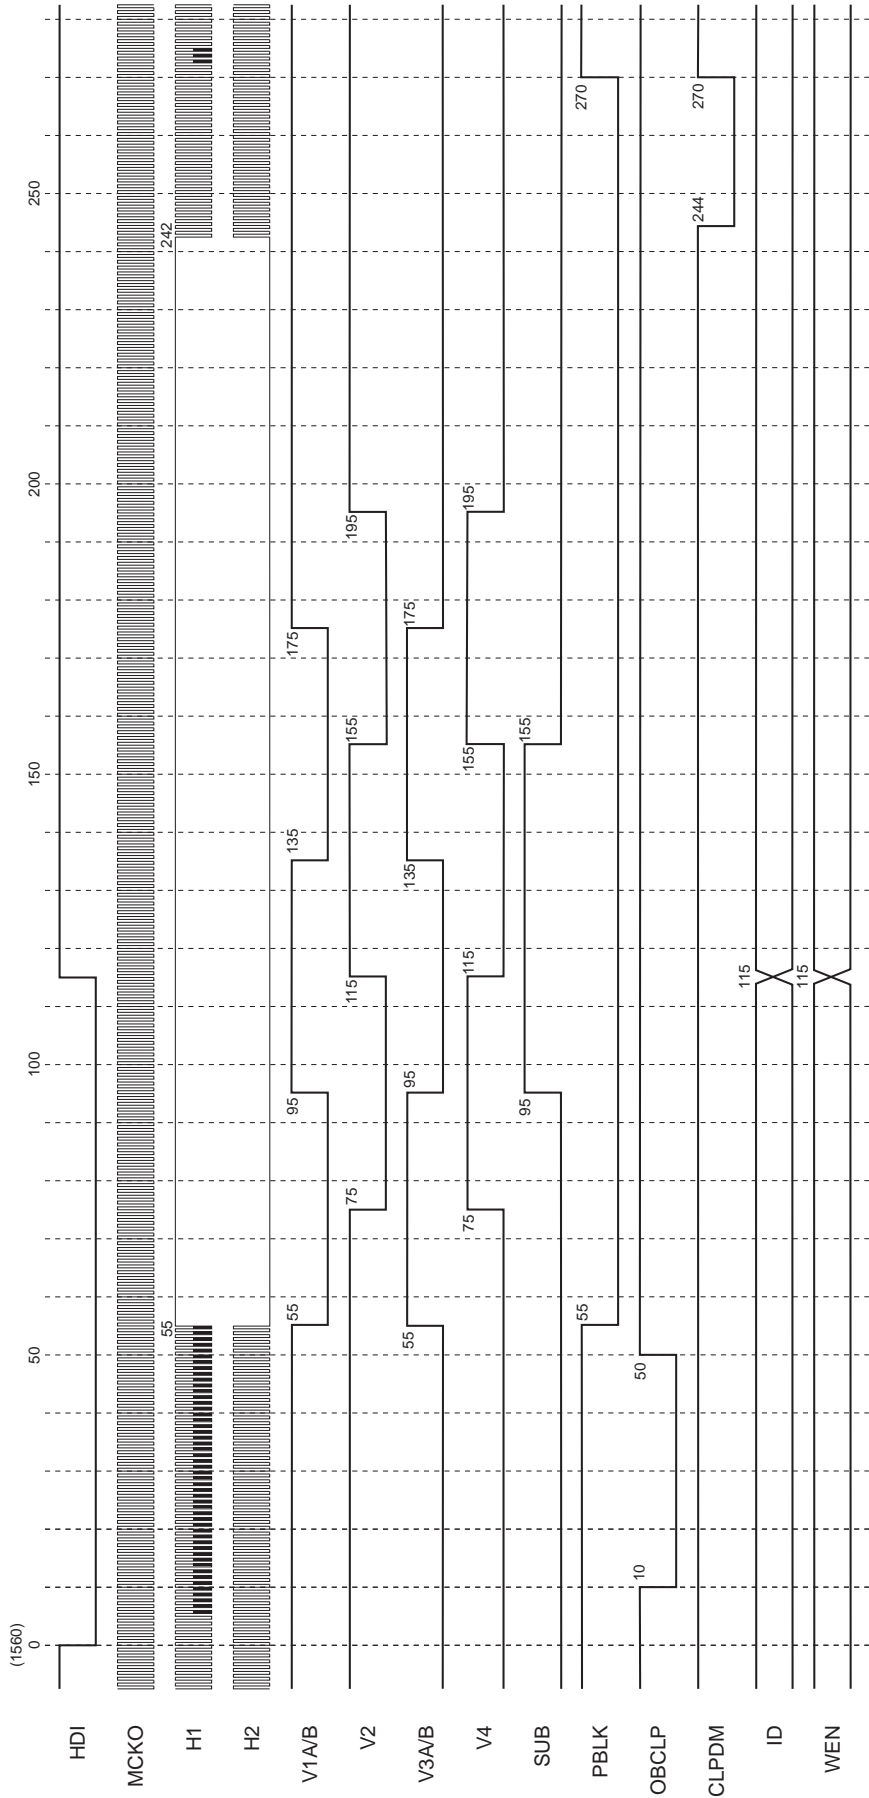 (1560)
0 50 100 150 200 250
HDI
MCKO
H1 55 242
H2
V1A/B 55 95 135 175
V2 75 115 155 195
V3A/B 55 95 135 175
V4 75 115 155 195
SUB 95 155
PBLK 55 270
OBCLP 10 50
CLPDM 244 270
ID 115
WEN 115